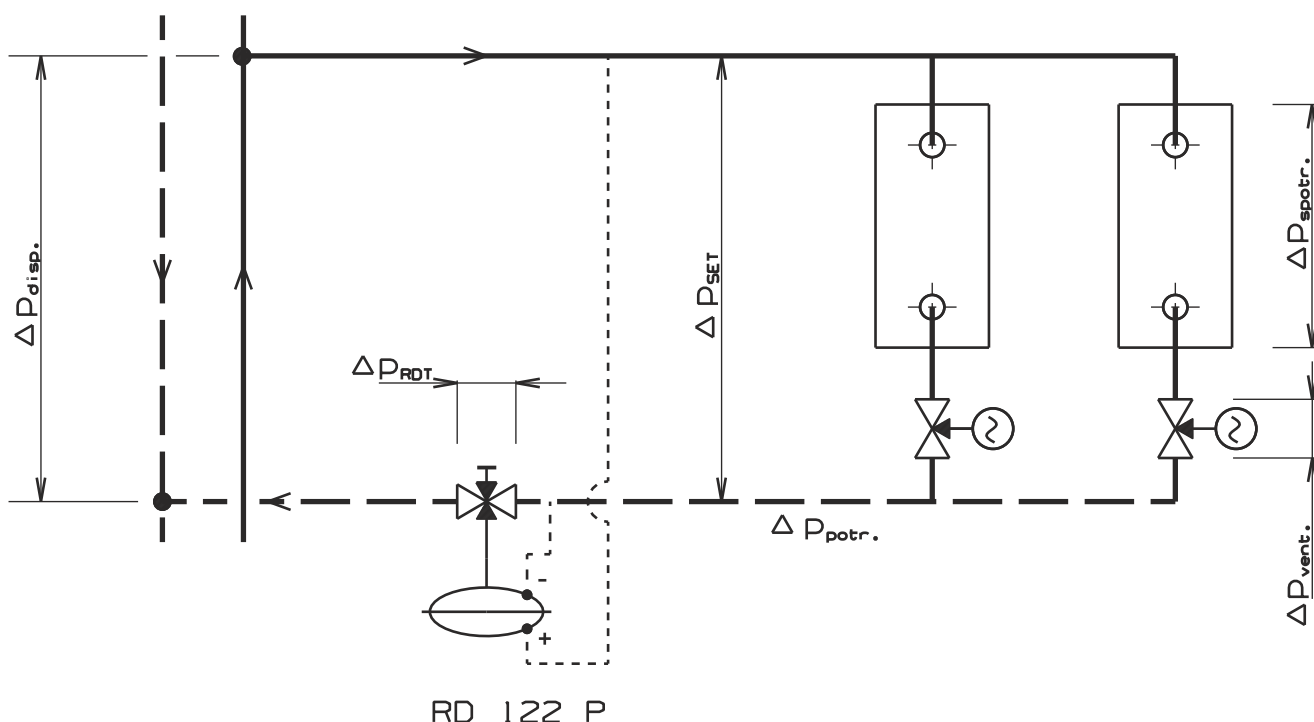 ΔPdisp.
ΔPRDT
ΔPSET
ΔPspotr.
ΔPpotr.
ΔPvent.
-
+
RD 122 P